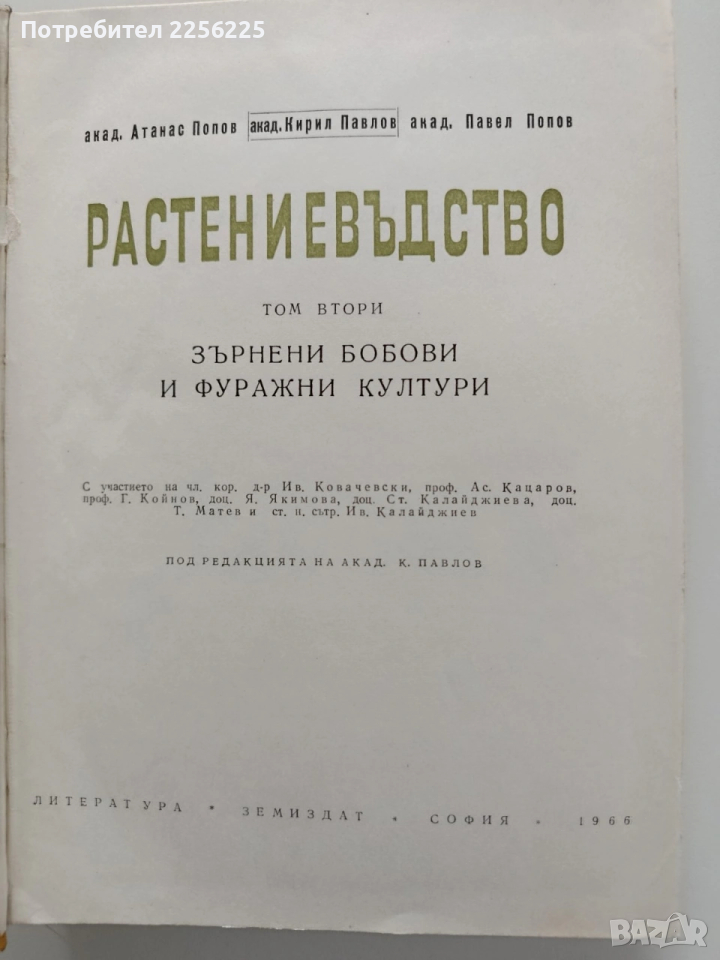 Потребител 2256225
акад. Атанас Попов акад. Кирил Павлов акад. Павел Попов
РАСТЕНИЕВЪДСТВО
ТОМ ВТОРИ
ЗЪРНЕНИ БОБОВИ
И ФУРАЖНИ КУЛТУРИ
С участието на чл. кор. д-р Ив. Ковачевски, проф. Ас. Кацаров,
проф. Г. Койнов, доц. Я. Якимова, доц. Ст. Калайджиева, доц.
Т. Матев и ст. н. сътр. Ив. Калайджиев
ПОД РЕДАКЦИЯТА НА АКАД. К. ПАВЛОВ
ЛИТЕРАТУРА * ЗЕМИЗДАТ * СОФИЯ * 1966
BAZAR